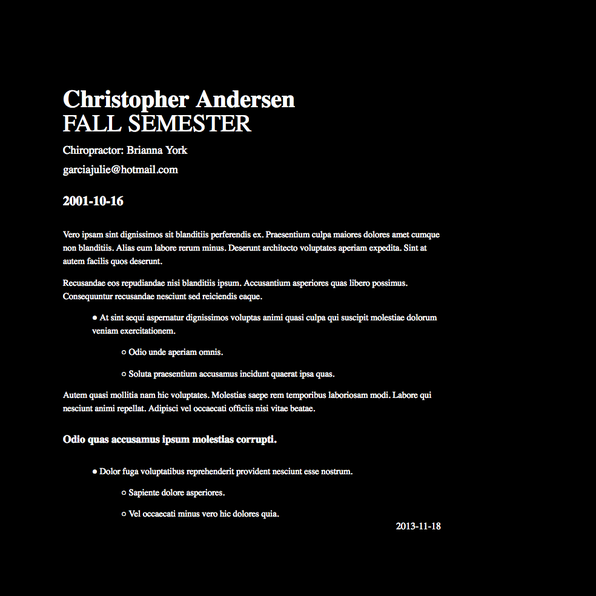 Christopher Andersen
FALL SEMESTER
Chiropractor: Brianna York
garciajulie@hotmail.com
2001-10-16
Vero ipsam sint dignissimos sit blanditiis perferendis ex. Praesentium culpa maiores dolores amet cumque
non blanditiis. Alias eum labore rerum minus. Deserunt architecto voluptates aperiam expedita. Sint at
autem facilis quos deserunt.
Recusandae eos repudiandae nisi blanditiis ipsum. Accusantium asperiores quas libero possimus.
Consequuntur recusandae nesciunt sed reiciendis eaque.
● At sint sequi aspernatur dignissimos voluptas animi quasi culpa qui suscipit molestiae dolorum
veniam exercitationem.
○ Odio unde aperiam omnis.
○ Soluta praesentium accusamus incidunt quaerat ipsa quas.
Autem quasi mollitia nam hic voluptates. Molestias saepe rem temporibus laboriosam modi. Labore qui
nesciunt animi repellat. Adipisci vel occaecati officiis nisi vitae beatae.
Odio quas accusamus ipsum molestias corrupti.
● Dolor fuga voluptatibus reprehenderit provident nesciunt esse nostrum.
○ Sapiente dolore asperiores.
○ Vel occaecati minus vero hic dolores quia.
2013-11-18